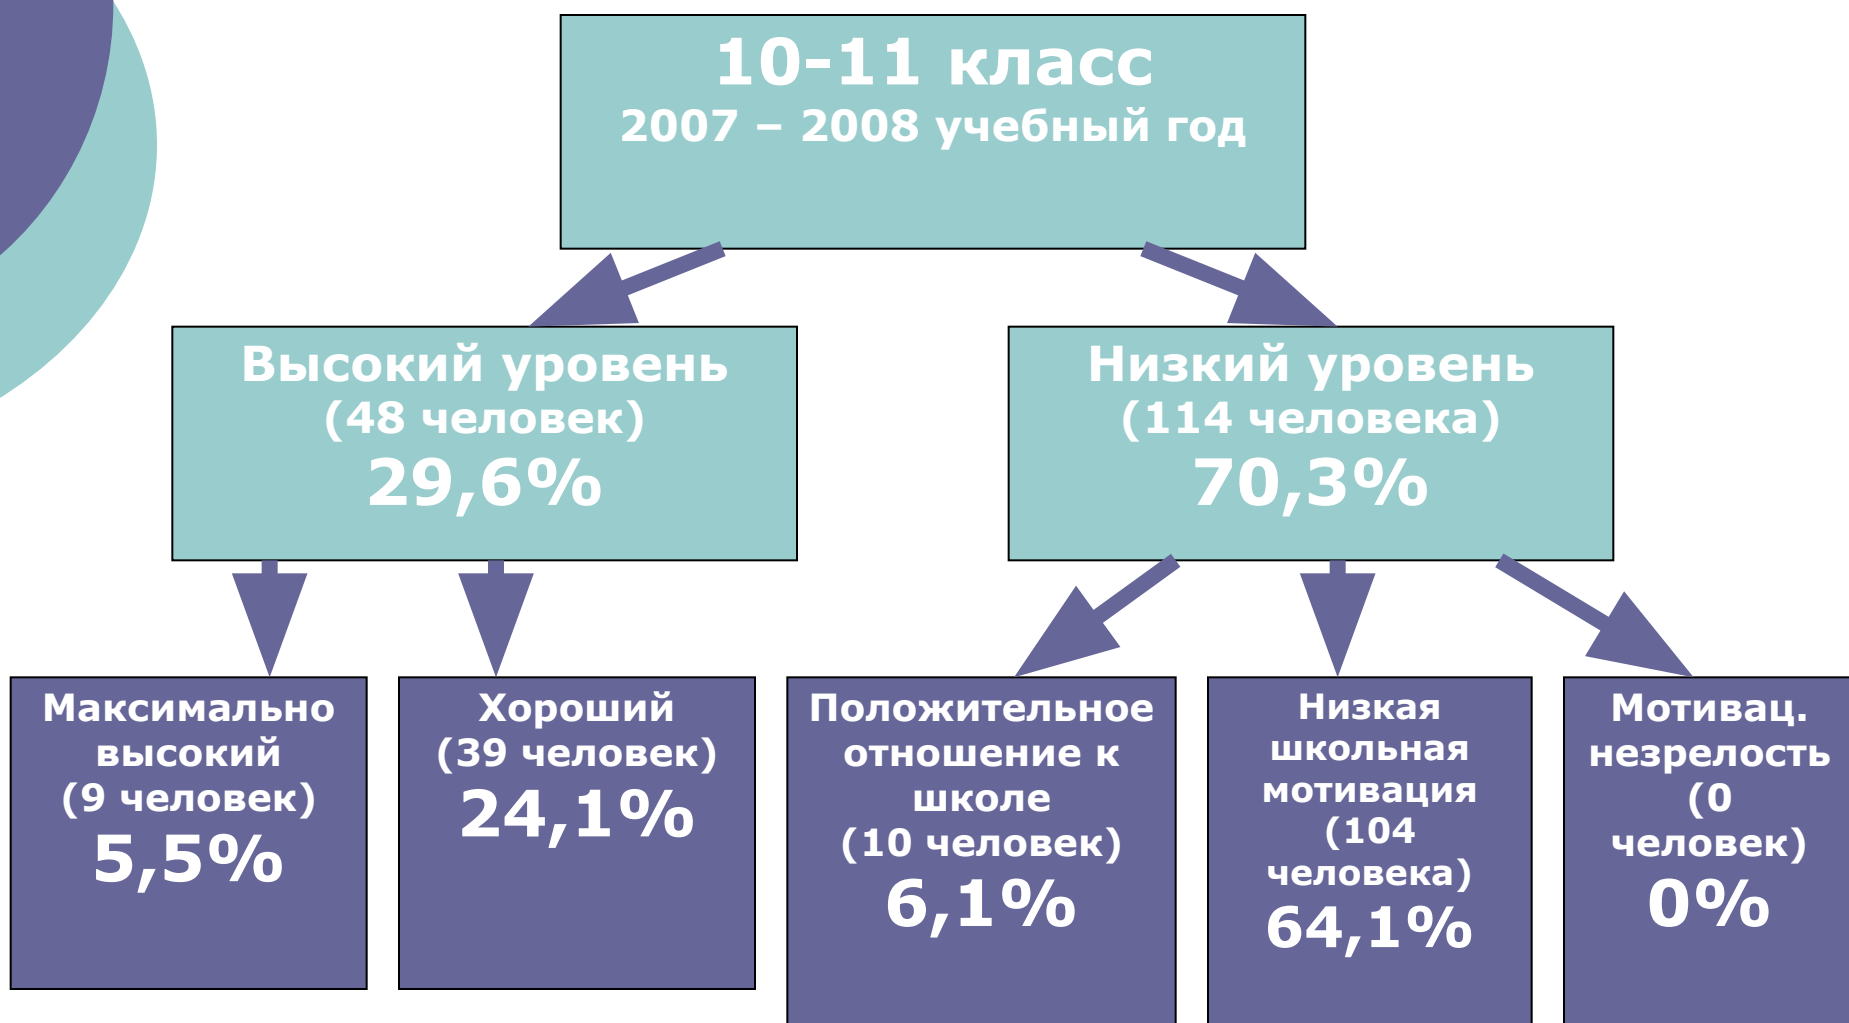 10-11 класс
2007 – 2008 учебный год
Высокий уровень
(48 человек)
29,6%
Низкий уровень
(114 человека)
70,3%
Максимально
высокий
(9 человек)
5,5%
Хороший
(39 человек)
24,1%
Положительное
отношение к
школе
(10 человек)
6,1%
Низкая
школьная
мотивация
(104
человека)
64,1%
Мотивац.
незрелость
(0
человек)
0%